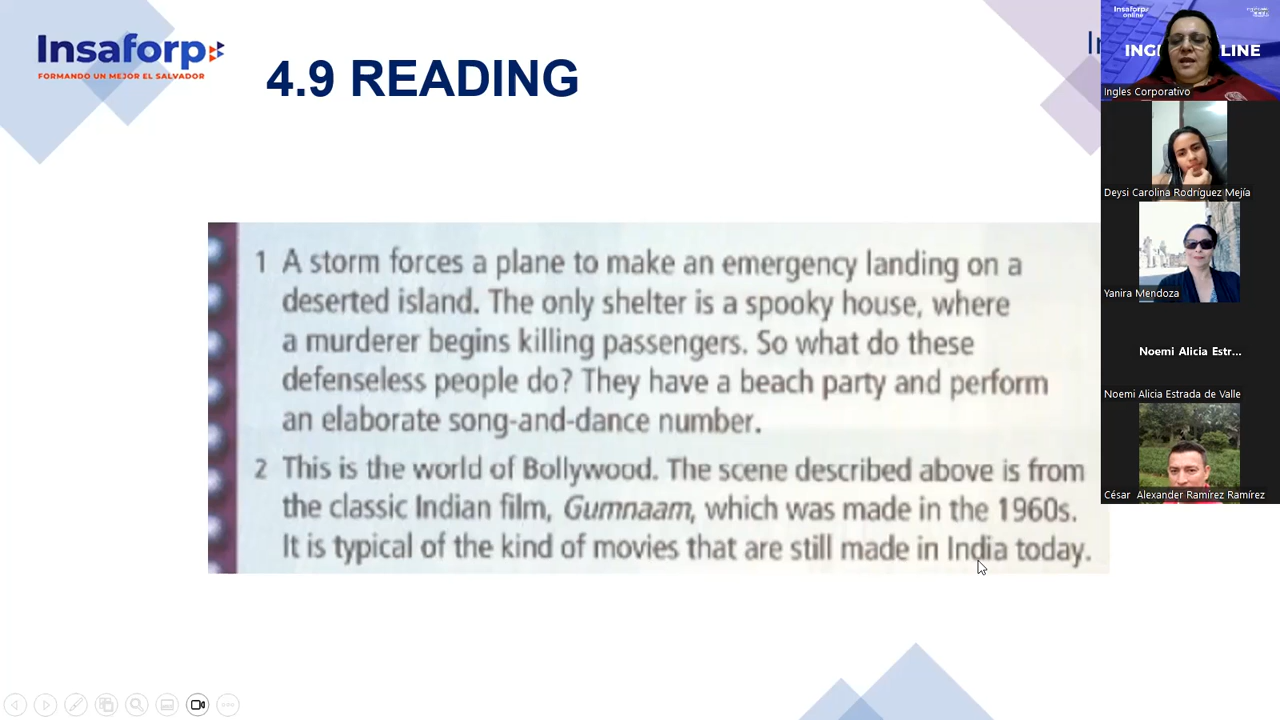 Insaforp
FORMANDO UN MEJOR EL SALVADOR
4.9 READING
1 A storm forces a plane to make an emergency landing on a
deserted island. The only shelter is a spooky house, where
a murderer begins killing passengers. So what do these
defenseless people do? They have a beach party and perform
an elaborate song-and-dance number.
2 This is the world of Bollywood. The scene described above is from
the classic Indian film, Gumnaam, which was made in the 1960s.
It is typical of the kind of movies that are still made in India today.
Insaforp
online
ING LINE
Ingles Corporativo
Deysi Carolina Rodríguez Mejía
Yanira Mendoza
Noemi Alicia Estr...
Noemi Alicia Estrada de Valle
César Alexander Ramírez Ramírez